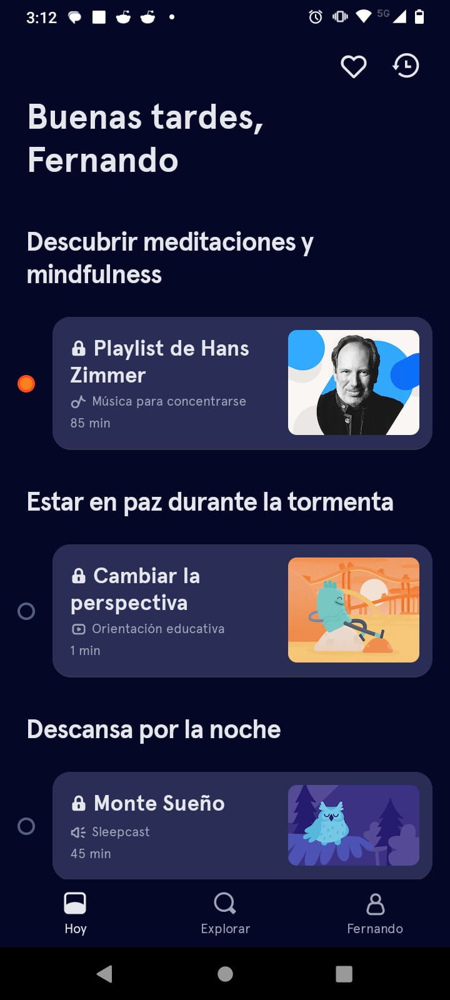 3:12
5G
Buenas tardes,
Fernando
Descubrir meditaciones y
mindfulness
Playlist de Hans
Zimmer
Música para concentrarse
85 min
Estar en paz durante la tormenta
Cambiar la
perspectiva
Orientación educativa
1 min
Descansa por la noche
Monte Sueño
Sleepcast
45 min
Hoy
Explorar
Fernando